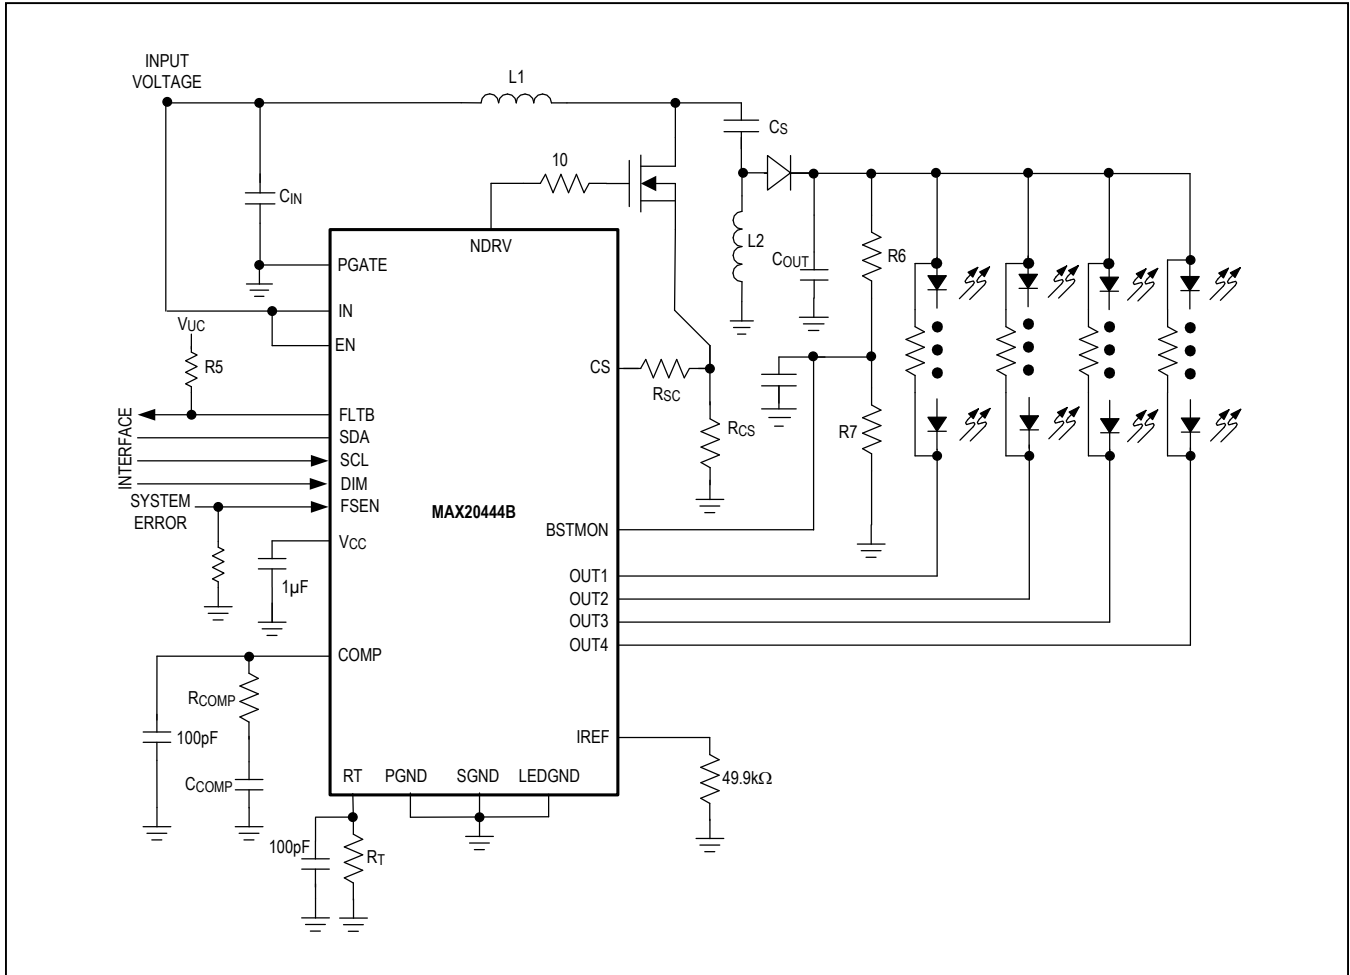 INPUT
VOLTAGE
L1
CS
10
CIN
NDRV
L2
COUT
R6
PGATE
IN
VUC
EN
R5
CS
RSC
RCS
R7
INTERFACE
FLTB
SDA
SCL
DIM
SYSTEM
ERROR
FSEN
MAX20444B
BSTMON
VCC
1µF
OUT1
OUT2
OUT3
OUT4
COMP
RCOMP
100pF
CCOMP
IREF
49.9kΩ
RT
PGND
SGND
LEDGND
100pF
RT